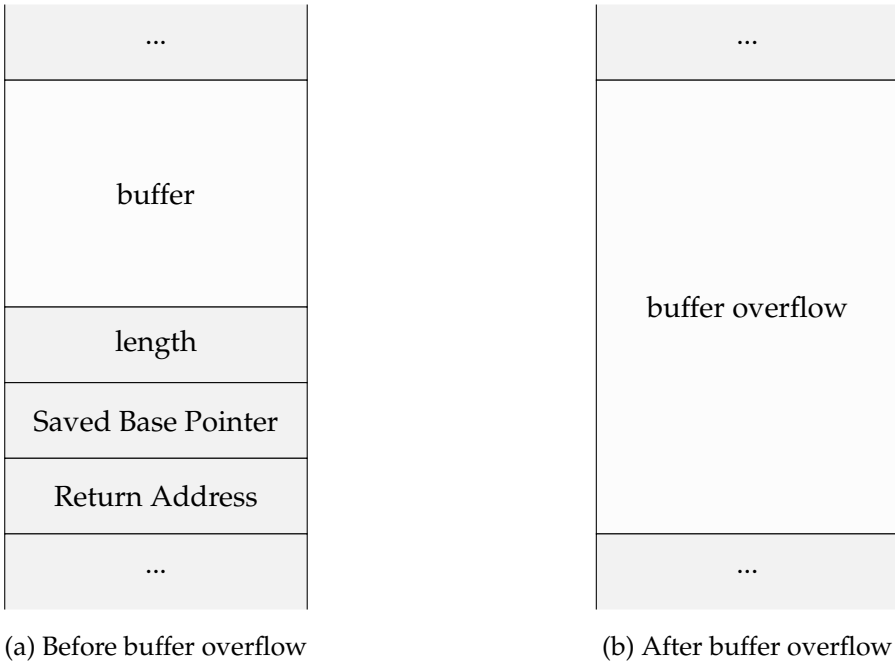 ...
buffer
length
Saved Base Pointer
Return Address
...
(a) Before buffer overflow
...
buffer overflow
...
(b) After buffer overflow